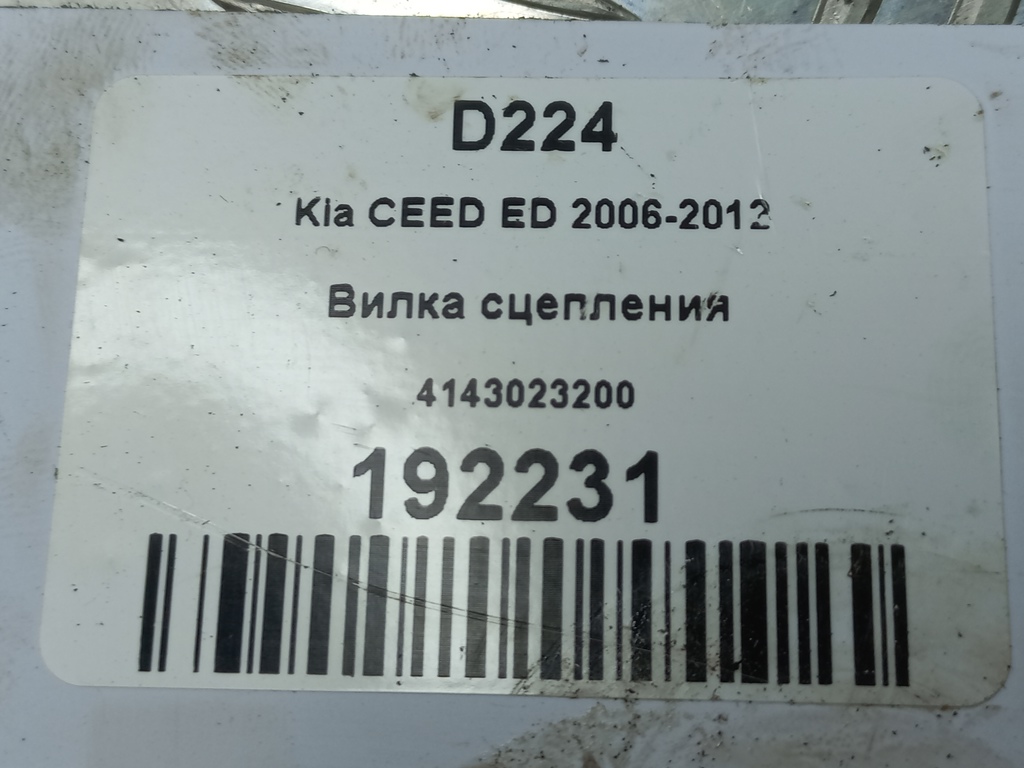 D224
Kia CEED ED 2006-2012
Вилка сцепления
4143023200
192231